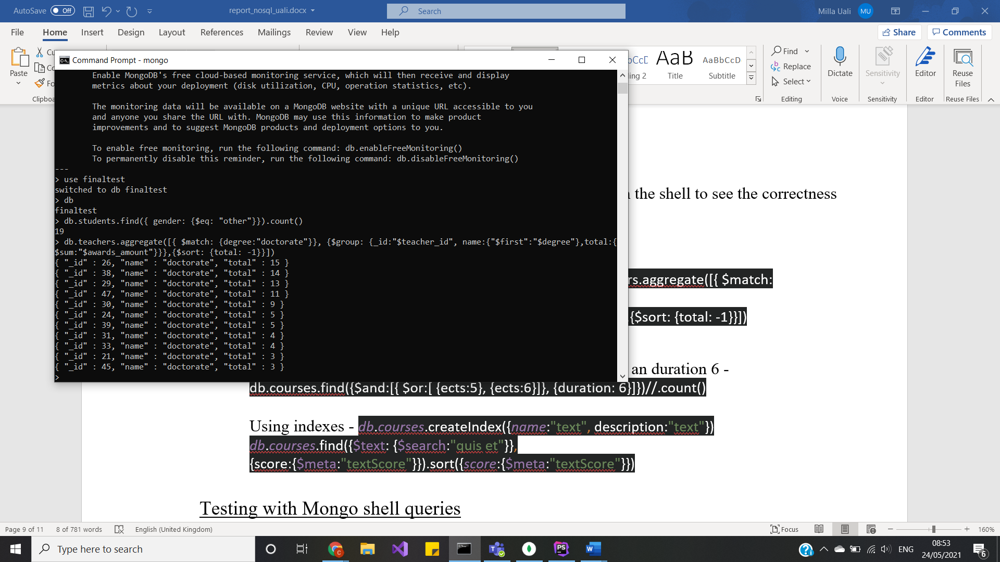 AutoSave Off
report_nosql_uali.docx
Search
Milla Uali MU
File Home Insert Design Layout References Mailings Review View Help
Share Comments
Paste
Clipboa
AaB
AaBbCcD
ing 2 Title Subtitle
Find
Replace
Select
Editing
Dictate
Voice
Sensitivity
Sensitivity
Editor
Editor
Reuse
Files
Reuse Files
Command Prompt - mongo
Enable MongoDB's free cloud-based monitoring service, which will then receive and display
metrics about your deployment (disk utilization, CPU, operation statistics, etc).
The monitoring data will be available on a MongoDB website with a unique URL accessible to you
and anyone you share the URL with. MongoDB may use this information to make product
improvements and to suggest MongoDB products and deployment options to you.
To enable free monitoring, run the following command: db.enableFreeMonitoring()
To permanently disable this reminder, run the following command: db.disableFreeMonitoring()
---
> use finaltest
switched to db finaltest
> db
finaltest
> db.students.find({ gender: {$eq: "other"}}).count()
19
> db.teachers.aggregate([{ $match: {degree:"doctorate"}}, {$group: {_id:"$teacher_id", name:{"$first":"$degree"},total:{
$sum:"$awards_amount"}}},{$sort: {total: -1}}])
{ "_id" : 26, "name" : "doctorate", "total" : 15 }
{ "_id" : 38, "name" : "doctorate", "total" : 14 }
{ "_id" : 29, "name" : "doctorate", "total" : 13 }
{ "_id" : 47, "name" : "doctorate", "total" : 11 }
{ "_id" : 30, "name" : "doctorate", "total" : 9 }
{ "_id" : 24, "name" : "doctorate", "total" : 5 }
{ "_id" : 39, "name" : "doctorate", "total" : 5 }
{ "_id" : 31, "name" : "doctorate", "total" : 4 }
{ "_id" : 33, "name" : "doctorate", "total" : 4 }
{ "_id" : 21, "name" : "doctorate", "total" : 3 }
{ "_id" : 45, "name" : "doctorate", "total" : 3 }
>
the shell to see the correctness
rs.aggregate([{ $match:
{$sort: {total: -1}}])
an duration 6 -
db.courses.find({$and:[{ $or:[ {ects:5}, {ects:6}]}, {duration: 6}]})//.count()
Using indexes - db.courses.createIndex({name:"text", description:"text"})
db.courses.find({$text: {$search:"quis et"}},
{score:{$meta:"textScore"}}).sort({score:{$meta:"textScore"}})
Testing with Mongo shell queries
Page 9 of 11 8 of 781 words English (United Kingdom)
Focus
160%
Type here to search
ENG
08:53
24/05/2021
6